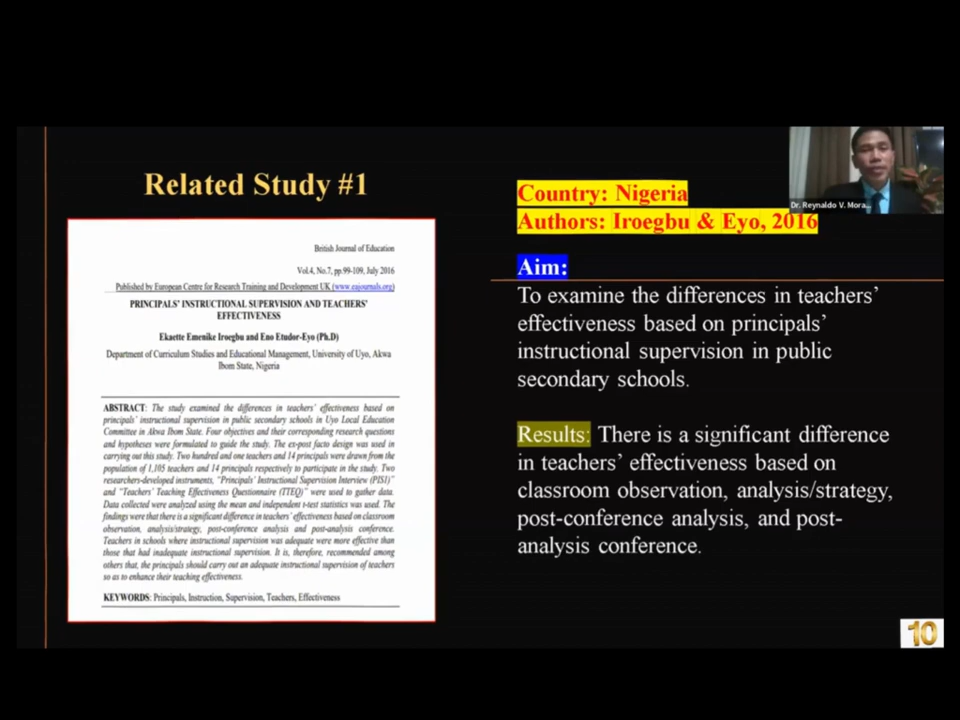 Related Study #1
British Journal of Education
Vol.4, No.7, pp.99-109, July 2016
Published by European Centre for Research Training and Development UK (www.eajournals.org)
PRINCIPALS' INSTRUCTIONAL SUPERVISION AND TEACHERS'
EFFECTIVENESS
Ekaette Emenike Iroegbu and Eno Etudor-Eyo (Ph.D)
Department of Curriculum Studies and Educational Management, University of Uyo, Akwa
Ibom State, Nigeria
ABSTRACT: The study examined the differences in teachers' effectiveness based on
principals' instructional supervision in public secondary schools in Uyo Local Education
Committee in Akwa Ibom State. Four objectives and their corresponding research questions
and hypotheses were formulated to guide the study. The ex-post facto design was used in
carrying out this study. Two hundred and one teachers and 14 principals were drawn from the
population of 1,105 teachers and 14 principals respectively to participate in the study. Two
researchers-developed instruments, "Principals' Instructional Supervision Interview (PISI)"
and "Teachers' Teaching Effectiveness Questionnaire (TTEQ)" were used to gather data.
Data collected were analyzed using the mean and independent t-test statistics was used. The
findings were that there is a significant difference in teachers' effectiveness based on classroom
observation, analysis/strategy, post-conference analysis and post-analysis conference.
Teachers in schools where instructional supervision was adequate were more effective than
those that had inadequate instructional supervision. It is, therefore, recommended among
others that, the principals should carry out an adequate instructional supervision of teachers
so as to enhance their teaching effectiveness.
KEYWORDS: Principals, Instruction, Supervision, Teachers, Effectiveness
Dr. Reynaldo V. Mora...
Country: Nigeria
Authors: Iroegbu & Eyo, 2016
Aim:
To examine the differences in teachers'
effectiveness based on principals'
instructional supervision in public
secondary schools.
Results: There is a significant difference
in teachers' effectiveness based on
classroom observation, analysis/strategy,
post-conference analysis, and post-
analysis conference.
10